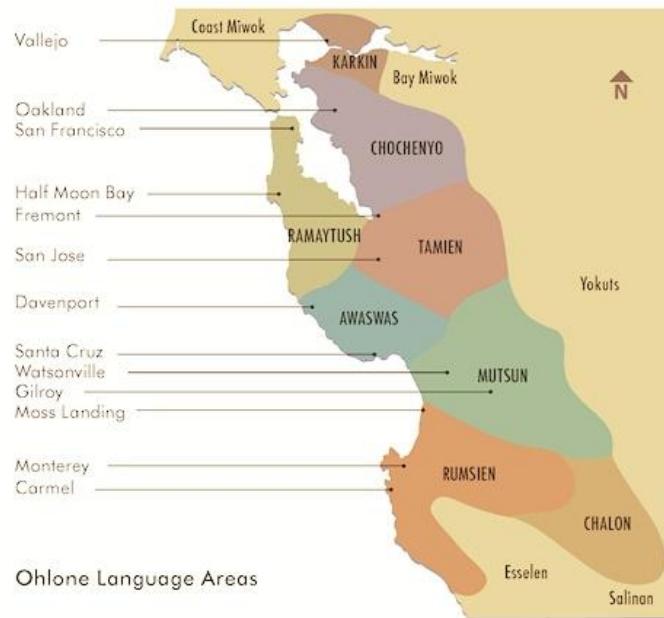 Coast Miwok
Vallejo
KARKIN
Bay Miwok
N
Oakland
San Francisco
CHOCHENYO
Half Moon Bay
Fremont
RAMAYTUSH
TAMIEN
San Jose
Yokuts
Davenport
AWASWAS
Santa Cruz
Watsonville
MUTSUN
Gilroy
Moss Landing
Monterey
RUMSIEN
Carmel
CHALON
Esselen
Ohlone Language Areas
Salinan